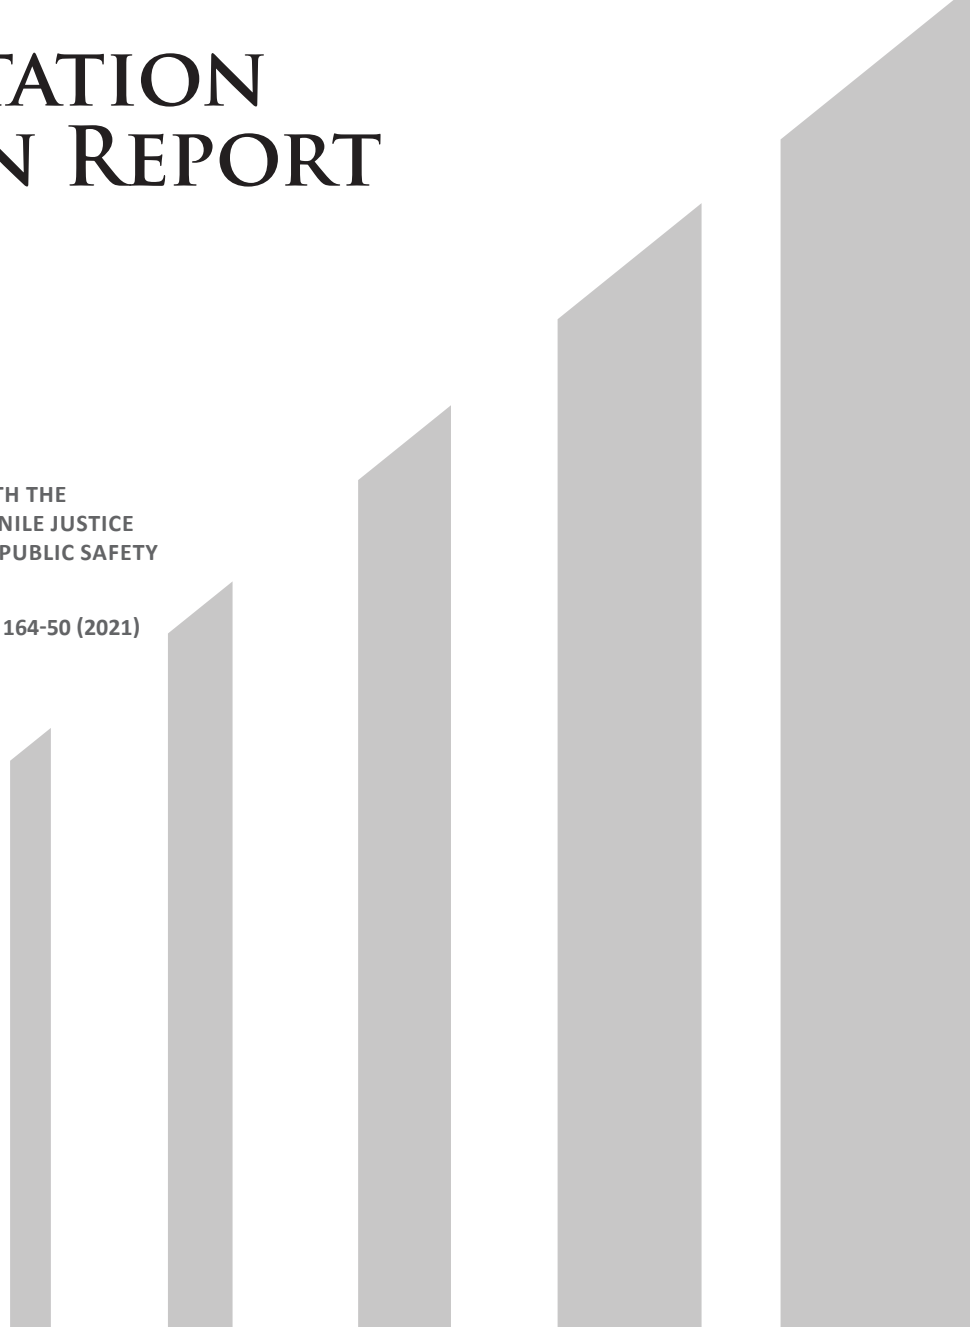 TATION
N REPORT
TH THE
NILE JUSTICE
PUBLIC SAFETY
164-50 (2021)